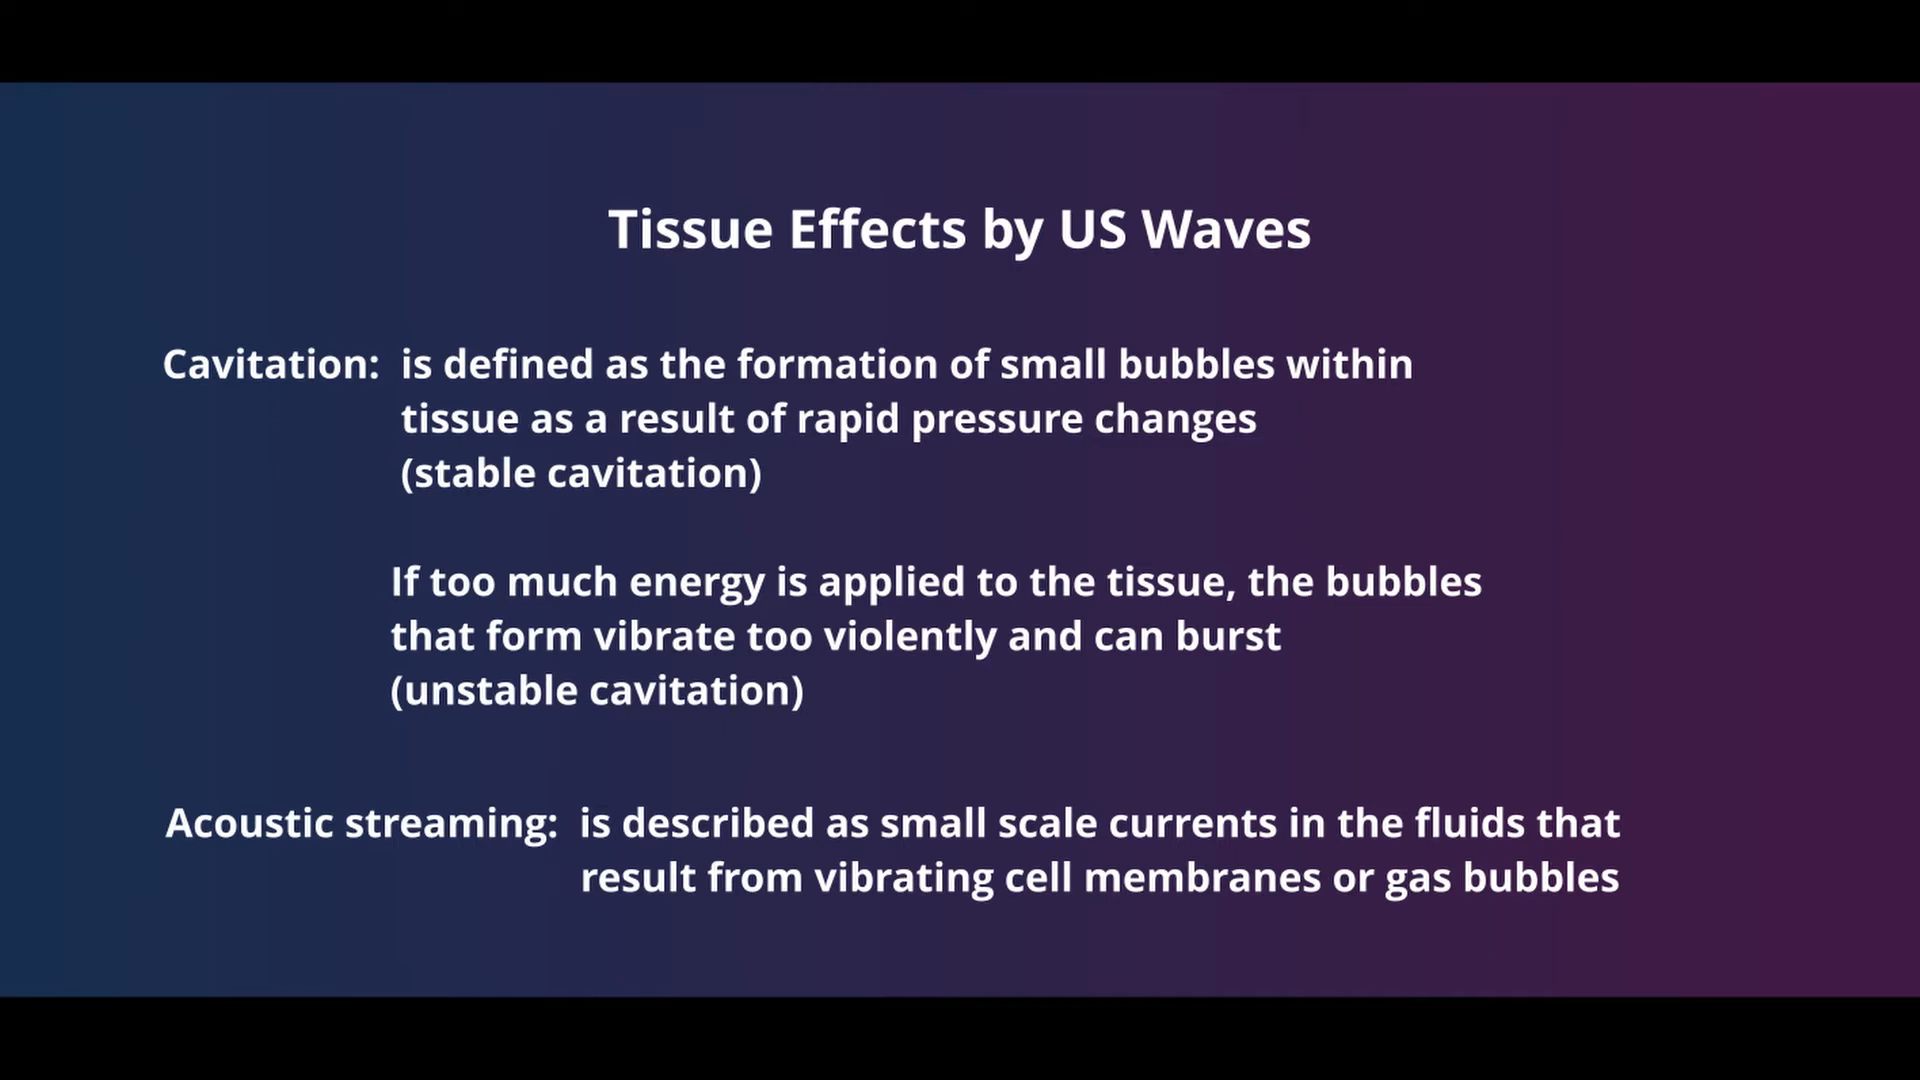 Tissue Effects by US Waves
Cavitation: is defined as the formation of small bubbles within
tissue as a result of rapid pressure changes
(stable cavitation)
If too much energy is applied to the tissue, the bubbles
that form vibrate too violently and can burst
(unstable cavitation)
Acoustic streaming: is described as small scale currents in the fluids that
result from vibrating cell membranes or gas bubbles